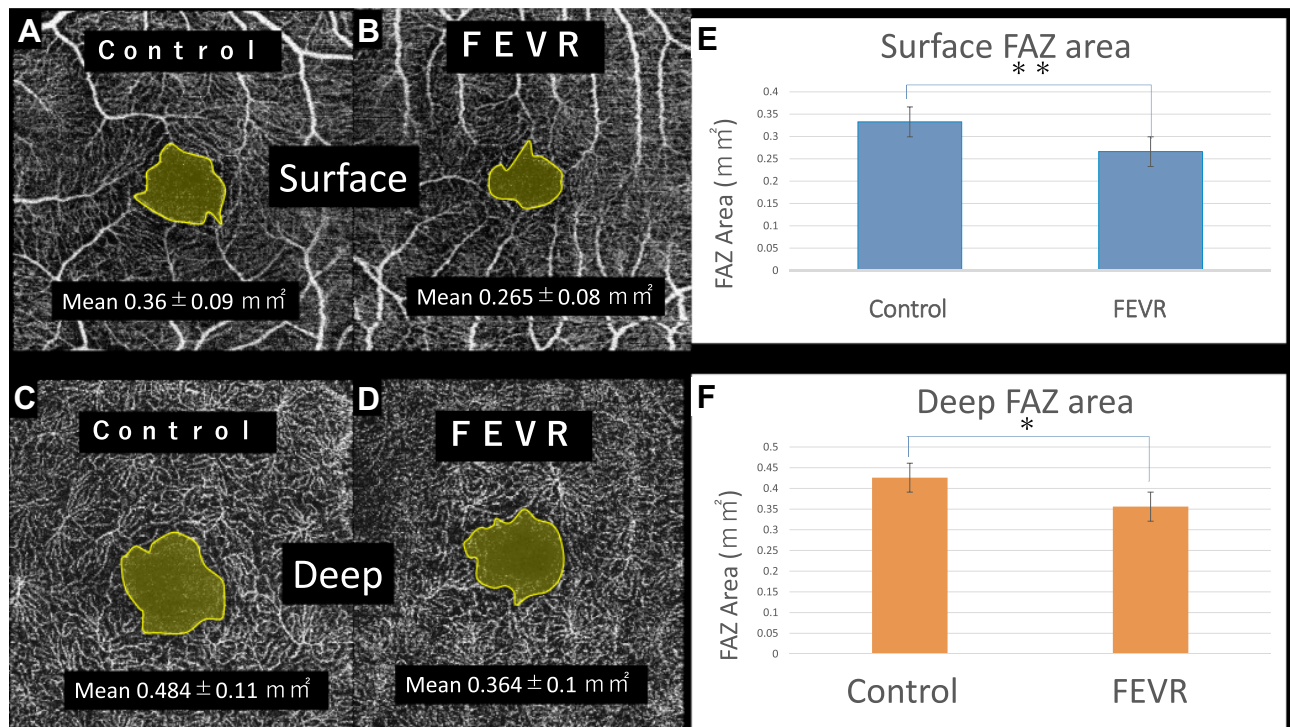 A
Control
B
FEVR
Surface
Mean 0.36 ± 0.09 mm²
Mean 0.265 ± 0.08 mm²
C
Control
D
FEVR
Deep
Mean 0.484 ± 0.11 mm²
Mean 0.364 ± 0.1 mm²
E
Surface FAZ area
**
FAZ Area (mm²)
0.4
0.35
0.3
0.25
0.2
0.15
0.1
0.05
0
Control
FEVR
F
Deep FAZ area
*
FAZ Area (mm²)
0.5
0.45
0.4
0.35
0.3
0.25
0.2
0.15
0.1
0.05
0
Control
FEVR